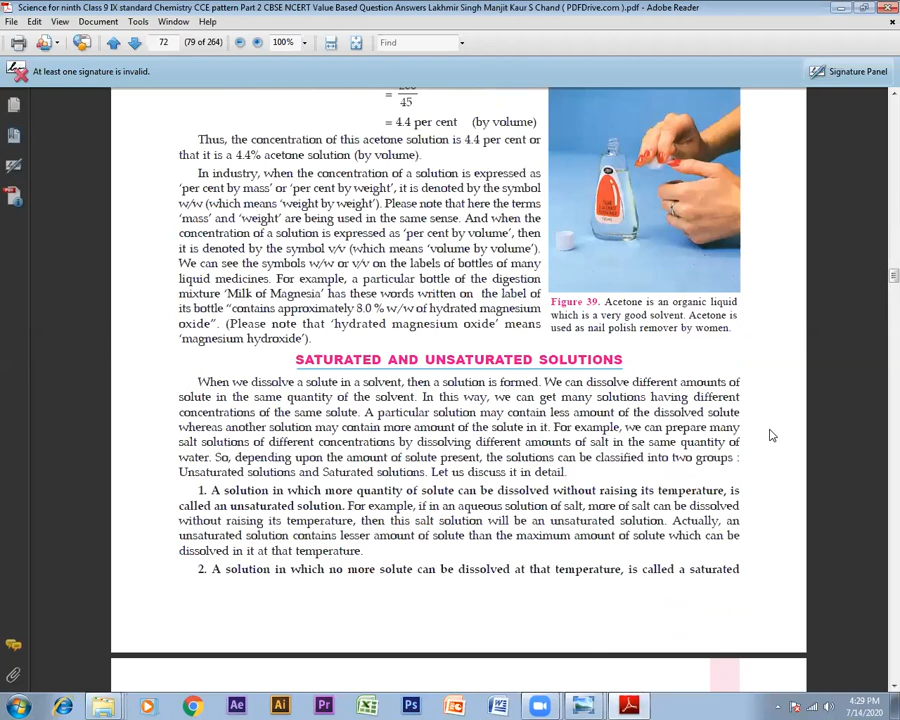 Science for ninth Class 9 IX standard Chemistry CCE pattern Part 2 CBSE NCERT Value Based Question Answers Lakhmir Singh Manjit Kaur S Chand ( PDFDrive.com ).pdf - Adobe Reader
File Edit View Document Tools Window Help
72 (79 of 264) 100% Find
At least one signature is invalid.
Signature Panel
=
45
= 4.4 per cent (by volume)
Thus, the concentration of this acetone solution is 4.4 per cent or
that it is a 4.4% acetone solution (by volume).
In industry, when the concentration of a solution is expressed as
'per cent by mass' or 'per cent by weight', it is denoted by the symbol
w/w (which means 'weight by weight'). Please note that here the terms
'mass' and 'weight' are being used in the same sense. And when the
concentration of a solution is expressed as 'per cent by volume', then
it is denoted by the symbol v/v (which means 'volume by volume').
We can see the symbols w/w or v/v on the labels of bottles of many
liquid medicines. For example, a particular bottle of the digestion
mixture 'Milk of Magnesia' has these words written on the label of
its bottle "contains approximately 8.0 % w/w of hydrated magnesium
oxide". (Please note that 'hydrated magnesium oxide' means
'magnesium hydroxide').
Figure 39. Acetone is an organic liquid
which is a very good solvent. Acetone is
used as nail polish remover by women.
SATURATED AND UNSATURATED SOLUTIONS
When we dissolve a solute in a solvent, then a solution is formed. We can dissolve different amounts of
solute in the same quantity of the solvent. In this way, we can get many solutions having different
concentrations of the same solute. A particular solution may contain less amount of the dissolved solute
whereas another solution may contain more amount of the solute in it. For example, we can prepare many
salt solutions of different concentrations by dissolving different amounts of salt in the same quantity of
water. So, depending upon the amount of solute present, the solutions can be classified into two groups :
Unsaturated solutions and Saturated solutions. Let us discuss it in detail.
1. A solution in which more quantity of solute can be dissolved without raising its temperature, is
called an unsaturated solution. For example, if in an aqueous solution of salt, more of salt can be dissolved
without raising its temperature, then this salt solution will be an unsaturated solution. Actually, an
unsaturated solution contains lesser amount of solute than the maximum amount of solute which can be
dissolved in it at that temperature.
2. A solution in which no more solute can be dissolved at that temperature, is called a saturated
Ae Ai Pr Ps
4:29 PM
7/14/2020